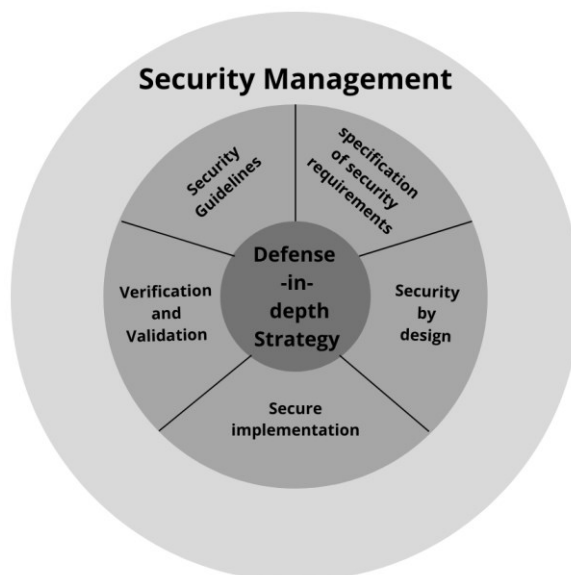 Security Management
Security
Guidelines
specification
of security
requirements
Defense
-in-
depth
Strategy
Verification
and
Validation
Security
by
design
Secure
implementation